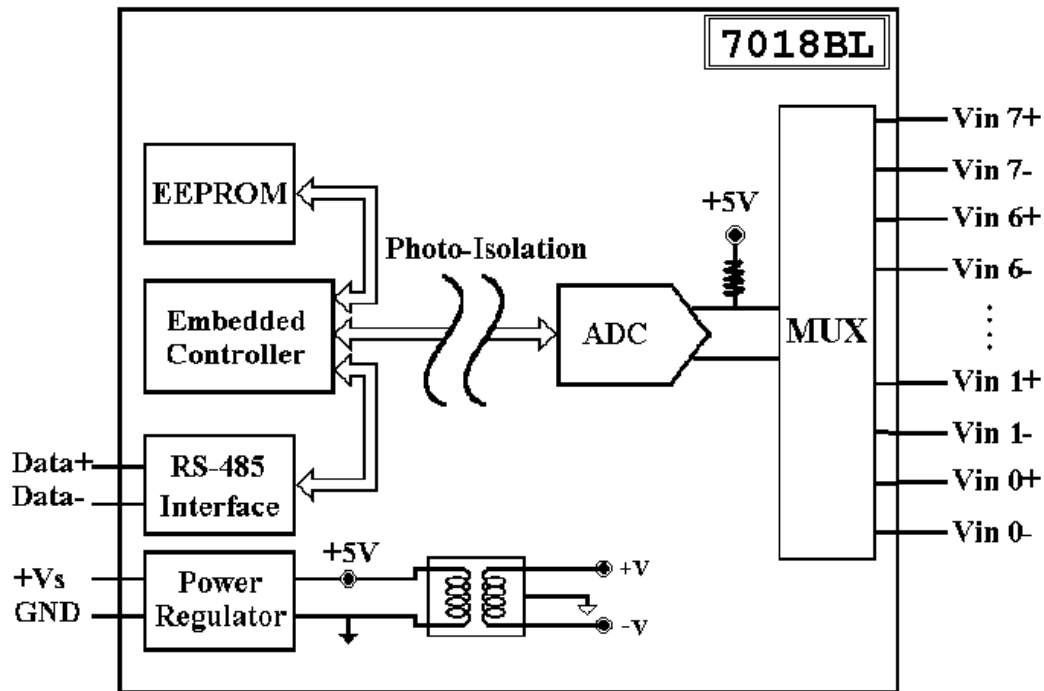 7018BL
Vin 7+
Vin 7-
Vin 6+
Vin 6-
Vin 1+
Vin 1-
Vin 0+
Vin 0-
EEPROM
+5V
Photo-Isolation
Embedded
Controller
ADC
MUX
Data+
Data-
RS-485
Interface
+Vs
GND
Power
Regulator
+5V
+V
-V